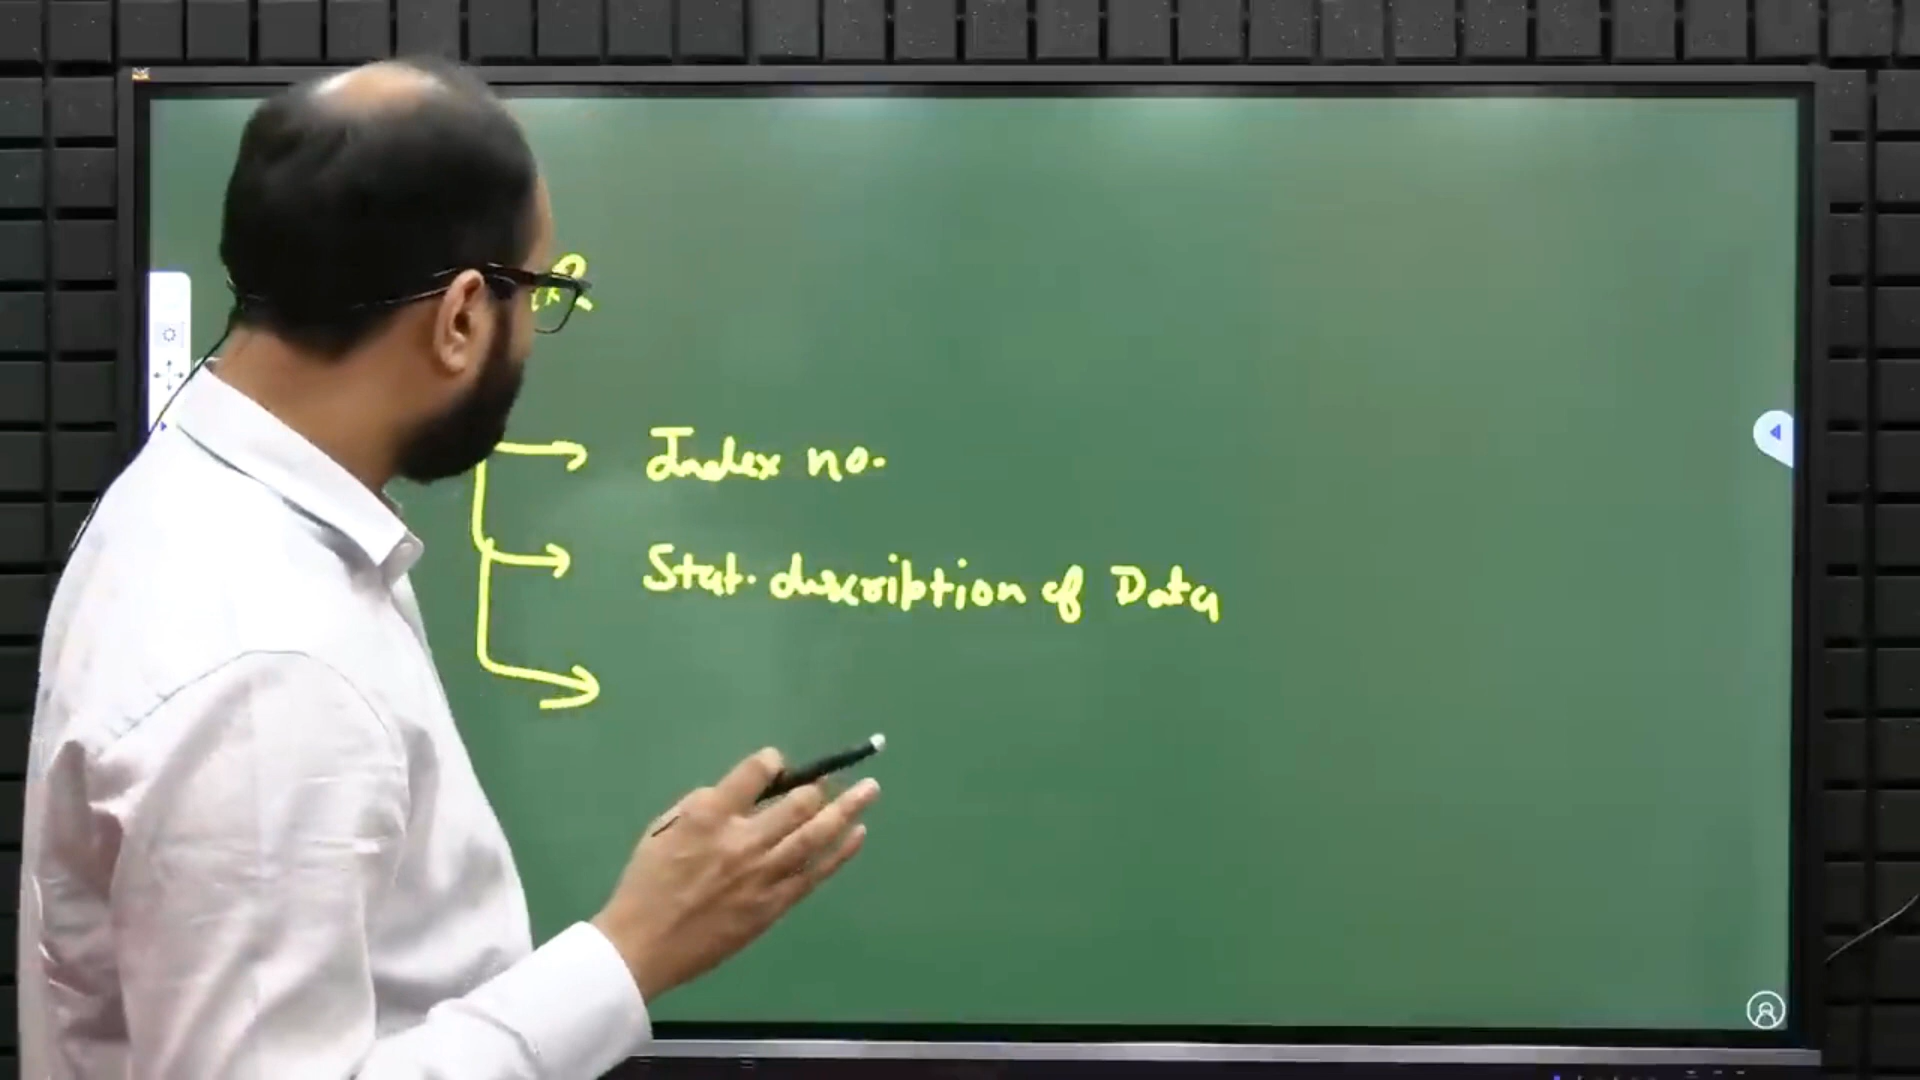 Index no.
Stat. description of Data